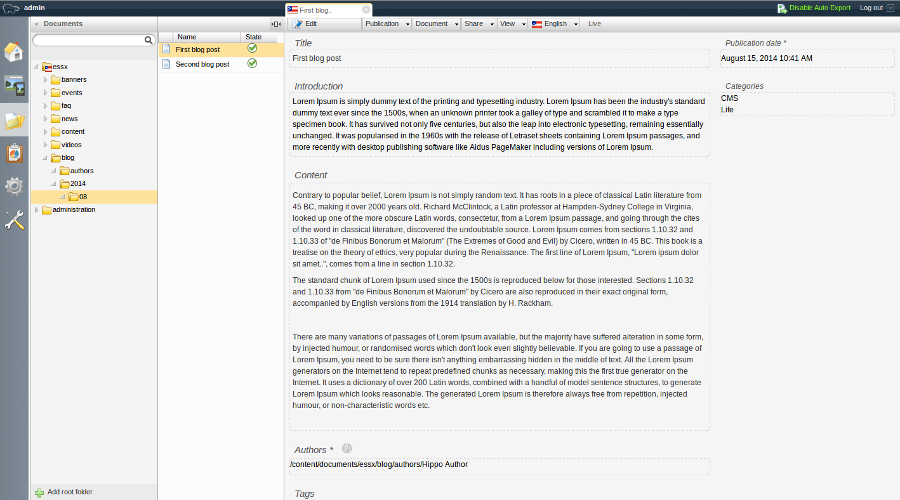 admin
First blog..
Disable Auto Export
Log out
Documents
Name
State
Edit
Publication
Document
Share
View
English
Live
essx
banners
events
faq
news
content
videos
blog
authors
2014
08
administration
Add root folder
First blog post
Second blog post
Title
First blog post
Introduction
Lorem Ipsum is simply dummy text of the printing and typesetting industry. Lorem Ipsum has been the industry's standard
dummy text ever since the 1500s, when an unknown printer took a galley of type and scrambled it to make a type
specimen book. It has survived not only five centuries, but also the leap into electronic typesetting, remaining essentially
unchanged. It was popularised in the 1960s with the release of Letraset sheets containing Lorem Ipsum passages, and
more recently with desktop publishing software like Aldus PageMaker including versions of Lorem Ipsum.
Content
Contrary to popular belief, Lorem Ipsum is not simply random text. It has roots in a piece of classical Latin literature from
45 BC, making it over 2000 years old. Richard McClintock, a Latin professor at Hampden-Sydney College in Virginia,
looked up one of the more obscure Latin words, consectetur, from a Lorem Ipsum passage, and going through the cites
of the word in classical literature, discovered the undoubtable source. Lorem Ipsum comes from sections 1.10.32 and
1.10.33 of "de Finibus Bonorum et Malorum" (The Extremes of Good and Evil) by Cicero, written in 45 BC. This book is a
treatise on the theory of ethics, very popular during the Renaissance. The first line of Lorem Ipsum, "Lorem ipsum dolor
sit amet..", comes from a line in section 1.10.32.
The standard chunk of Lorem Ipsum used since the 1500s is reproduced below for those interested. Sections 1.10.32
and 1.10.33 from "de Finibus Bonorum et Malorum" by Cicero are also reproduced in their exact original form,
accompanied by English versions from the 1914 translation by H. Rackham.
There are many variations of passages of Lorem Ipsum available, but the majority have suffered alteration in some form,
by injected humour, or randomised words which don't look even slightly believable. If you are going to use a passage of
Lorem Ipsum, you need to be sure there isn't anything embarrassing hidden in the middle of text. All the Lorem Ipsum
generators on the Internet tend to repeat predefined chunks as necessary, making this the first true generator on the
Internet. It uses a dictionary of over 200 Latin words, combined with a handful of model sentence structures, to generate
Lorem Ipsum which looks reasonable. The generated Lorem Ipsum is therefore always free from repetition, injected
humour, or non-characteristic words etc.
Authors *
/content/documents/essx/blog/authors/Hippo Author
Tags
Publication date *
August 15, 2014 10:41 AM
Categories
CMS
Life